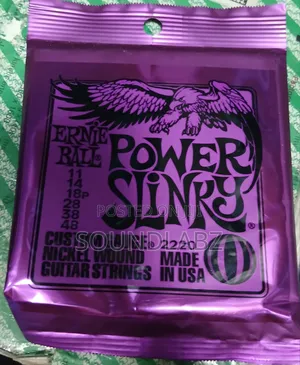 ERNIE
BALL
POWER
SLINKY®
11
14
18P
28
38
48
CUSTOM
NICKEL WOUND
GUITAR STRINGS
2220
MADE
IN USA
SOUNDLABZ